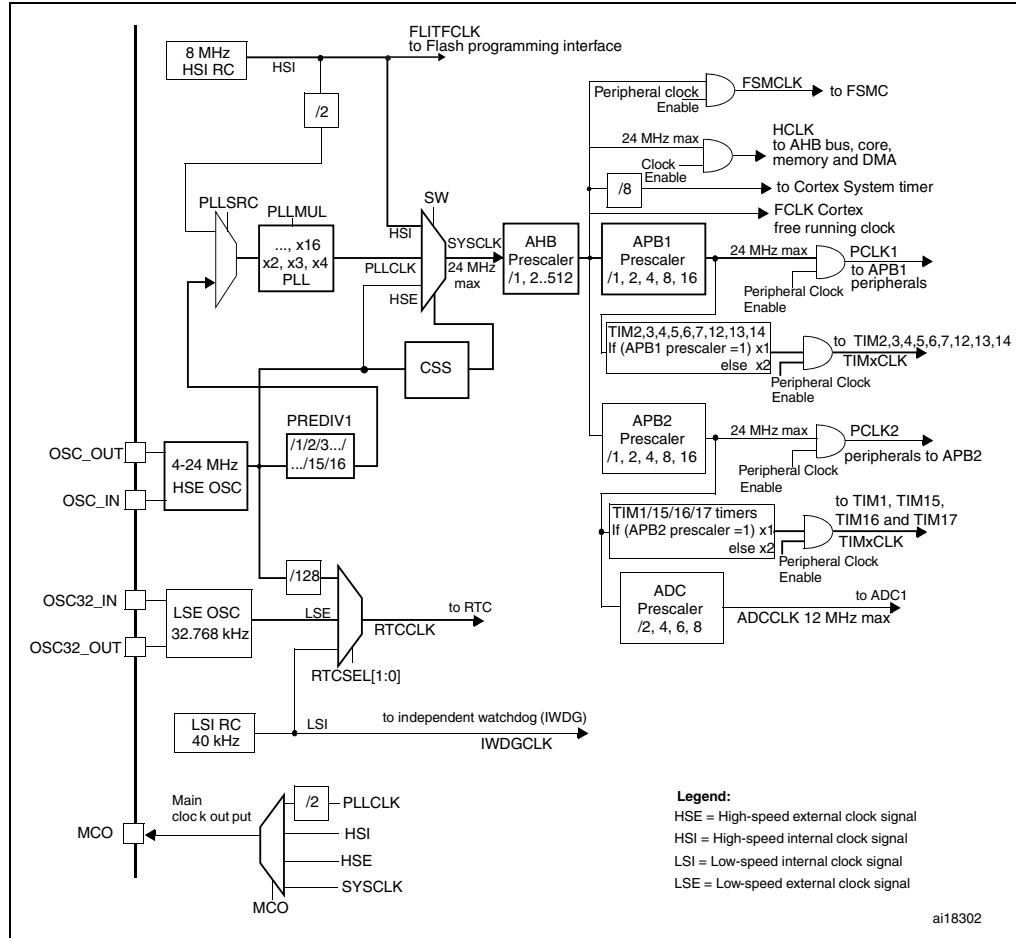 8 MHz
HSI RC
HSI
FLITFCLK
to Flash programming interface
/2
Peripheral clock
Enable
FSMCLK
to FSMC
24 MHz max
Clock
Enable
HCLK
to AHB bus, core,
memory and DMA
/8
to Cortex System timer
FCLK Cortex
free running clock
PLLSRC
PLLMUL
..., x16
x2, x3, x4
PLL
SW
HSI
PLLCLK
HSE
SYSCLK
24 MHz
max
AHB
Prescaler
/1, 2..512
APB1
Prescaler
/1, 2, 4, 8, 16
24 MHz max
PCLK1
to APB1
peripherals
Peripheral Clock
Enable
TIM2,3,4,5,6,7,12,13,14
If (APB1 prescaler =1) x1
else x2
to TIM2,3,4,5,6,7,12,13,14
TIMxCLK
Peripheral Clock
Enable
CSS
PREDIV1
/1/2/3.../
.../15/16
OSC_OUT
OSC_IN
4-24 MHz
HSE OSC
APB2
Prescaler
/1, 2, 4, 8, 16
24 MHz max
PCLK2
peripherals to APB2
Peripheral Clock
Enable
TIM1/15/16/17 timers
If (APB2 prescaler =1) x1
else x2
to TIM1, TIM15,
TIM16 and TIM17
TIMxCLK
Peripheral Clock
Enable
/128
OSC32_IN
OSC32_OUT
LSE OSC
32.768 kHz
LSE
to RTC
RTCCLK
RTCSEL[1:0]
ADC
Prescaler
/2, 4, 6, 8
to ADC1
ADCCLK 12 MHz max
LSI RC
40 kHz
LSI
to independent watchdog (IWDG)
IWDGCLK
MCO
Main
cloc k out put
/2
PLLCLK
HSI
HSE
SYSCLK
MCO
Legend:
HSE = High-speed external clock signal
HSI = High-speed internal clock signal
LSI = Low-speed internal clock signal
LSE = Low-speed external clock signal
ai18302